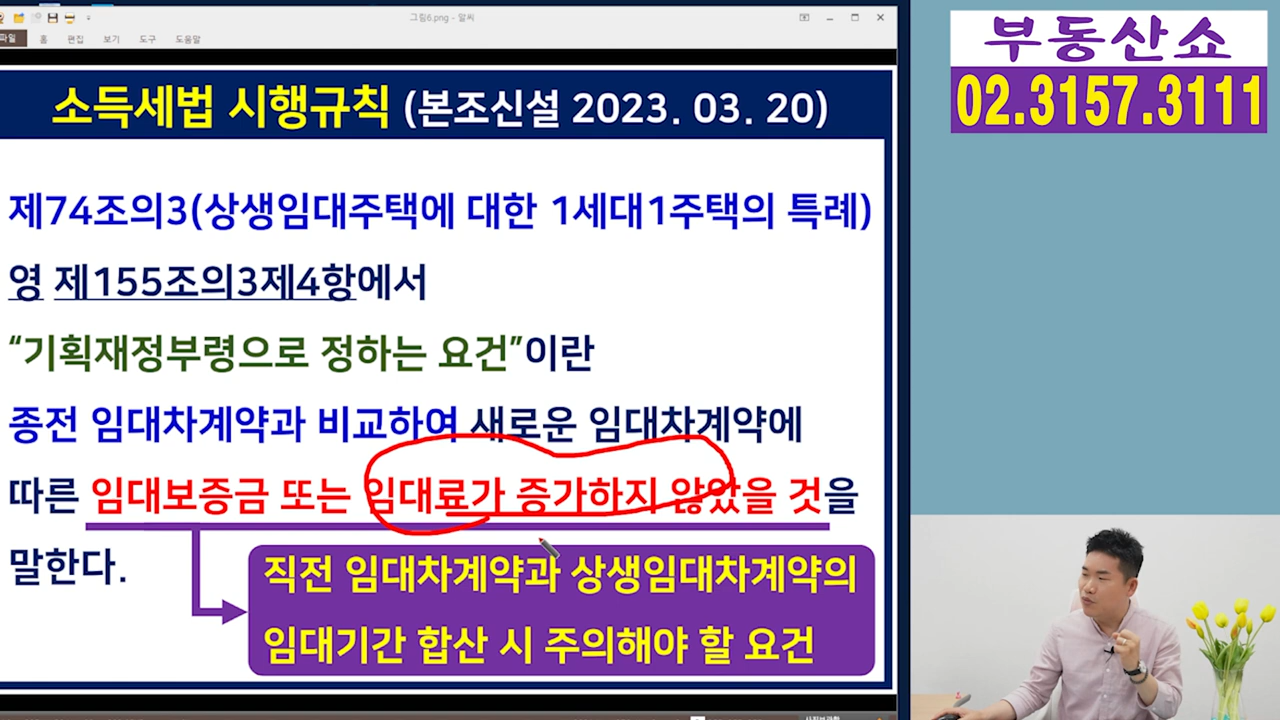 그림6.png - 알씨
파일 홈 편집 보기 도구 도움말
부동산쇼
02.3157.3111
소득세법 시행규칙 (본조신설 2023. 03. 20)
제74조의3(상생임대주택에 대한 1세대1주택의 특례)
영 제155조의3제4항에서
“기획재정부령으로 정하는 요건”이란
종전 임대차계약과 비교하여 새로운 임대차계약에
따른 임대보증금 또는 임대료가 증가하지 않았을 것을
말한다.
직전 임대차계약과 상생임대차계약의
임대기간 합산 시 주의해야 할 요건